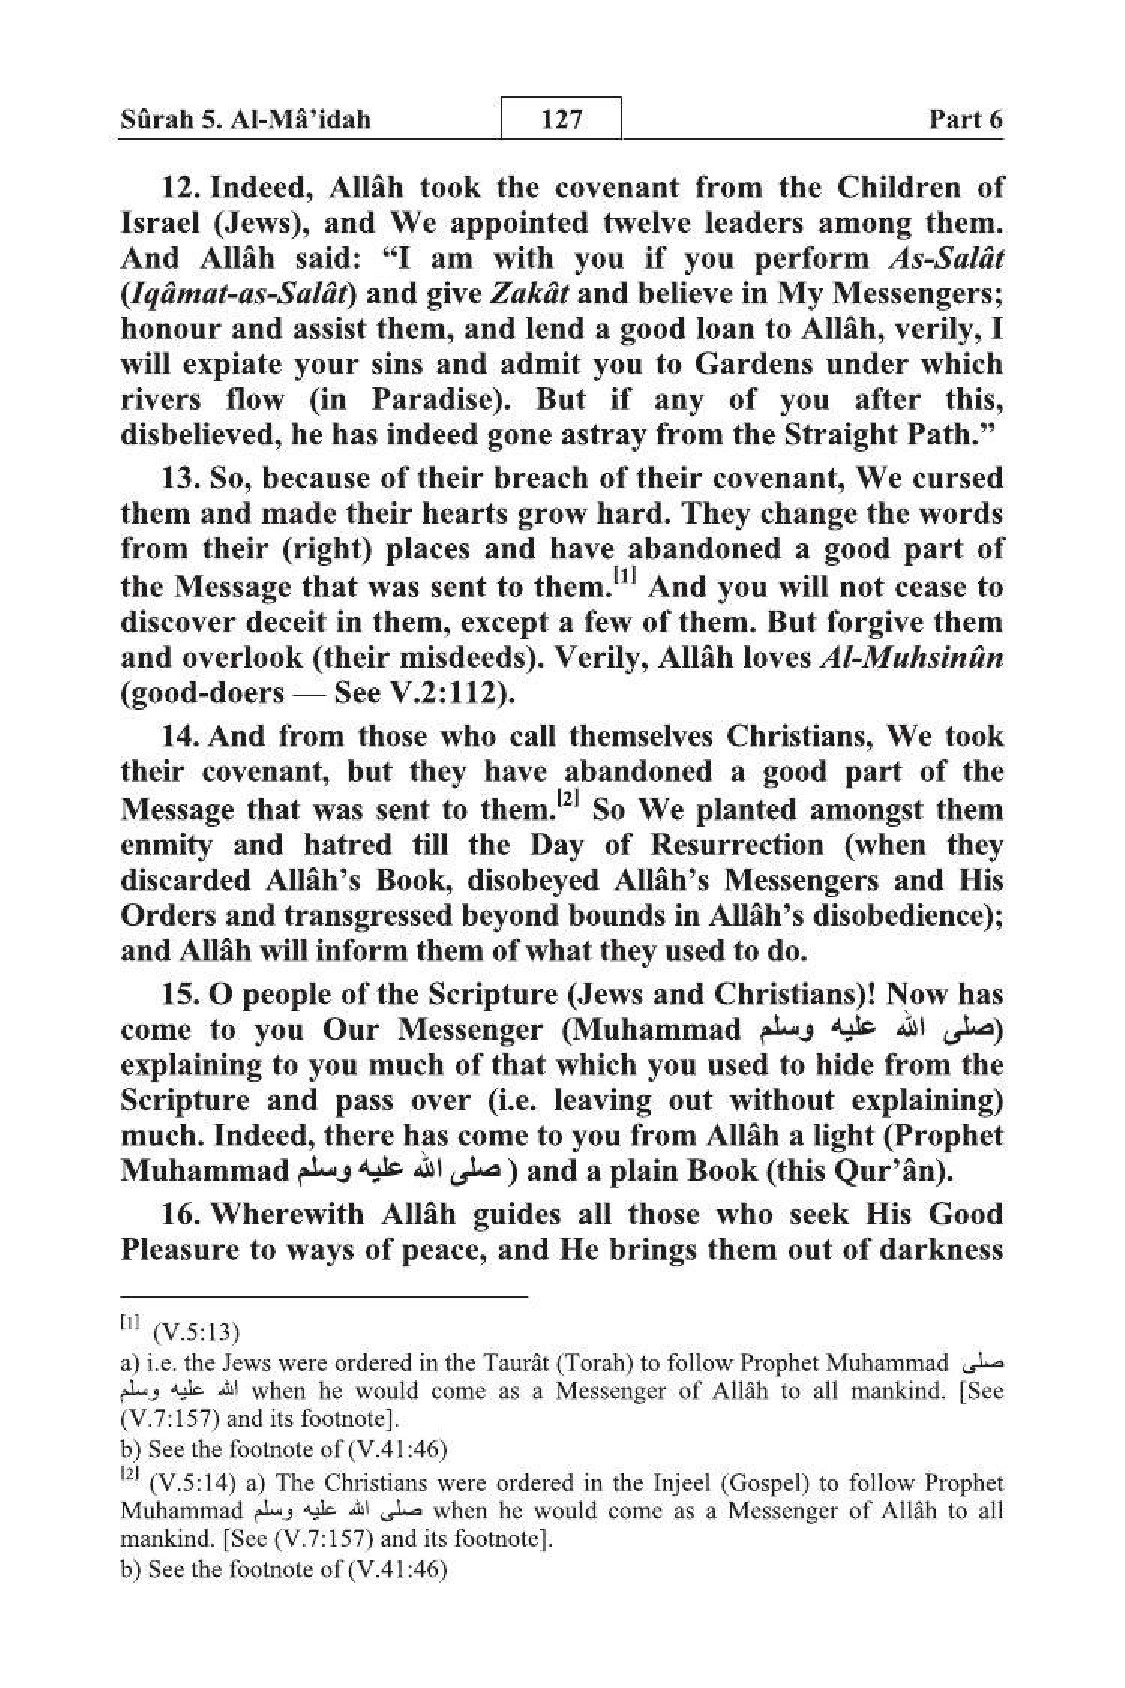 Sûrah 5. Al-Mâ’idah 127 Part 6
12. Indeed, Allâh took the covenant from the Children of
Israel (Jews), and We appointed twelve leaders among them.
And Allâh said: “I am with you if you perform As-Salât
(Iqâmat-as-Salât) and give Zakât and believe in My Messengers;
honour and assist them, and lend a good loan to Allâh, verily, I
will expiate your sins and admit you to Gardens under which
rivers flow (in Paradise). But if any of you after this,
disbelieved, he has indeed gone astray from the Straight Path.”
13. So, because of their breach of their covenant, We cursed
them and made their hearts grow hard. They change the words
from their (right) places and have abandoned a good part of
the Message that was sent to them.[1] And you will not cease to
discover deceit in them, except a few of them. But forgive them
and overlook (their misdeeds). Verily, Allâh loves Al-Muhsinûn
(good-doers — See V.2:112).
14. And from those who call themselves Christians, We took
their covenant, but they have abandoned a good part of the
Message that was sent to them.[2] So We planted amongst them
enmity and hatred till the Day of Resurrection (when they
discarded Allâh’s Book, disobeyed Allâh’s Messengers and His
Orders and transgressed beyond bounds in Allâh’s disobedience);
and Allâh will inform them of what they used to do.
15. O people of the Scripture (Jews and Christians)! Now has
come to you Our Messenger (Muhammad صلى الله عليه وسلم)
explaining to you much of that which you used to hide from the
Scripture and pass over (i.e. leaving out without explaining)
much. Indeed, there has come to you from Allâh a light (Prophet
Muhammad صلى الله عليه وسلم ) and a plain Book (this Qur’ân).
16. Wherewith Allâh guides all those who seek His Good
Pleasure to ways of peace, and He brings them out of darkness
[1] (V.5:13)
a) i.e. the Jews were ordered in the Taurât (Torah) to follow Prophet Muhammad صلى
الله عليه وسلم when he would come as a Messenger of Allâh to all mankind. [See
(V.7:157) and its footnote].
b) See the footnote of (V.41:46)
[2] (V.5:14) a) The Christians were ordered in the Injeel (Gospel) to follow Prophet
Muhammad صلى الله عليه وسلم when he would come as a Messenger of Allâh to all
mankind. [See (V.7:157) and its footnote].
b) See the footnote of (V.41:46)